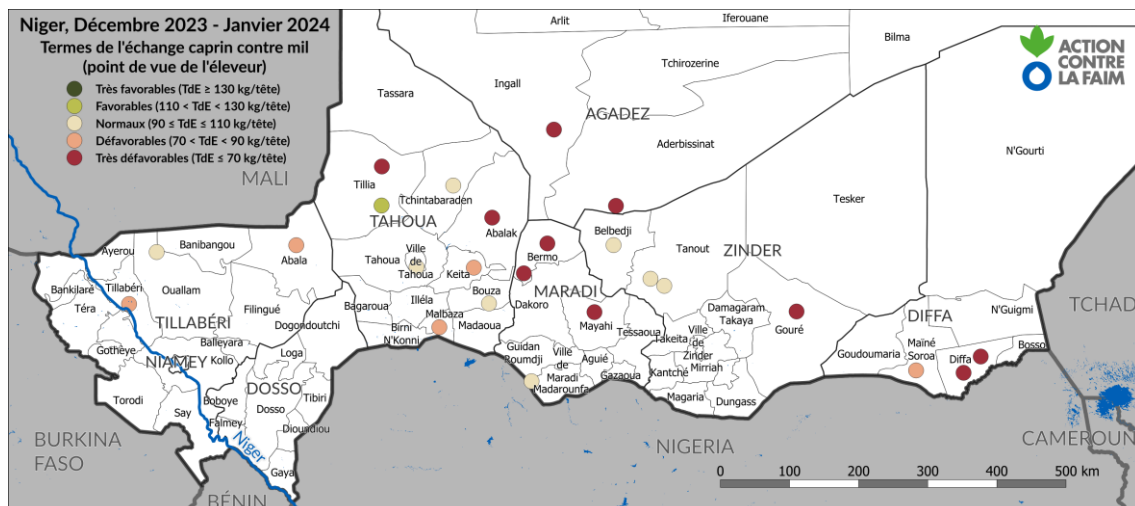 Niger, Décembre 2023 - Janvier 2024
Termes de l'échange caprin contre mil
(point de vue de l'éleveur)
Très favorables (TdE ≥ 130 kg/tête)
Favorables (110 < TdE < 130 kg/tête)
Normaux (90 ≤ TdE ≤ 110 kg/tête)
Défavorables (70 < TdE < 90 kg/tête)
Très défavorables (TdE ≤ 70 kg/tête)
ACTION
CONTRE
LA FAIM
Arlit
Iferouane
Bilma
Tchirozerine
Ingall
Tassara
AGADEZ
Aderbissinat
N'Gourti
MALI
Tillia
Tchintabaraden
Tesker
TAHOUA
Abalak
Belbedji
Tanout
ZINDER
Ayerou
Banibangou
Abala
Tahoua
Ville
de
Tahoua
Keita
Bermo
MARADI
Bankilaré
Tillabéri
Ouallam
Téra
Filingué
Bagaroua
Illéla
Bouza
Dakoro
Malbaza
Madaoua
Mayahi
Tessaoua
Damagaram
Takaya
Gouré
DIFFA
N'Guigmi
TCHAD
TILLABÉRI
Dogondoutchi
Birni
N'Konni
Balleyara
Gotheye
NIAMEY
Kollo
Loga
Guidan
Roumdji
Ville
de
Maradi
Madarounfa
Aguié
Gazaoua
Takeita
Ville
de
Zinder
Mirriah
Kantché
Magaria
Dungass
Goudoumaria
Maïné
Soroa
Diffa
Bosso
DOSSO
Tibiri
Torodi
Say
Boboye
Dosso
Falmey
Dioundiou
Gaya
Niger
BURKINA
FASO
BÉNIN
NIGERIA
CAMEROUN
0 100 200 300 400 500 km